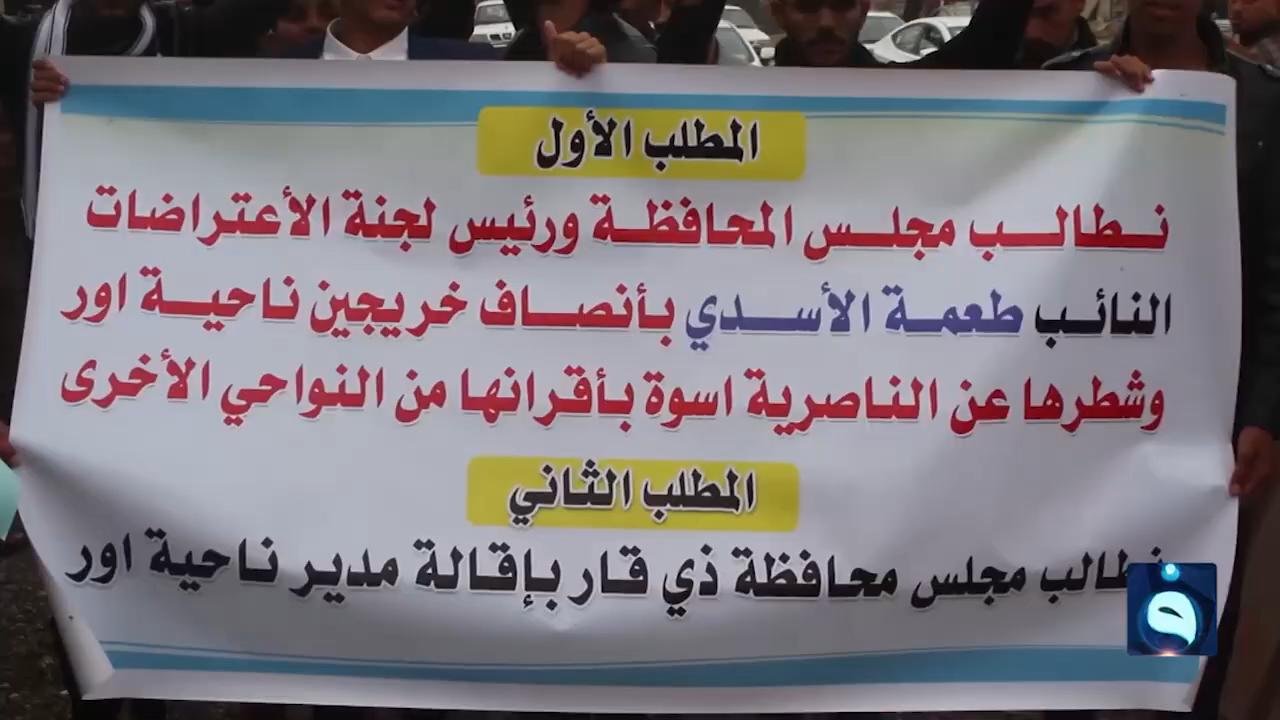 المطلب الأول
نطالب مجلس المحافظة ورئيس لجنة الأعتراضات
النائب طعمة الأسدي بأنصاف خريجين ناحية اور
وشطرها عن الناصرية اسوة بأقرانها من النواحي الأخرى
المطلب الثاني
نطالب مجلس محافظة ذي قار بإقالة مدير ناحية اور